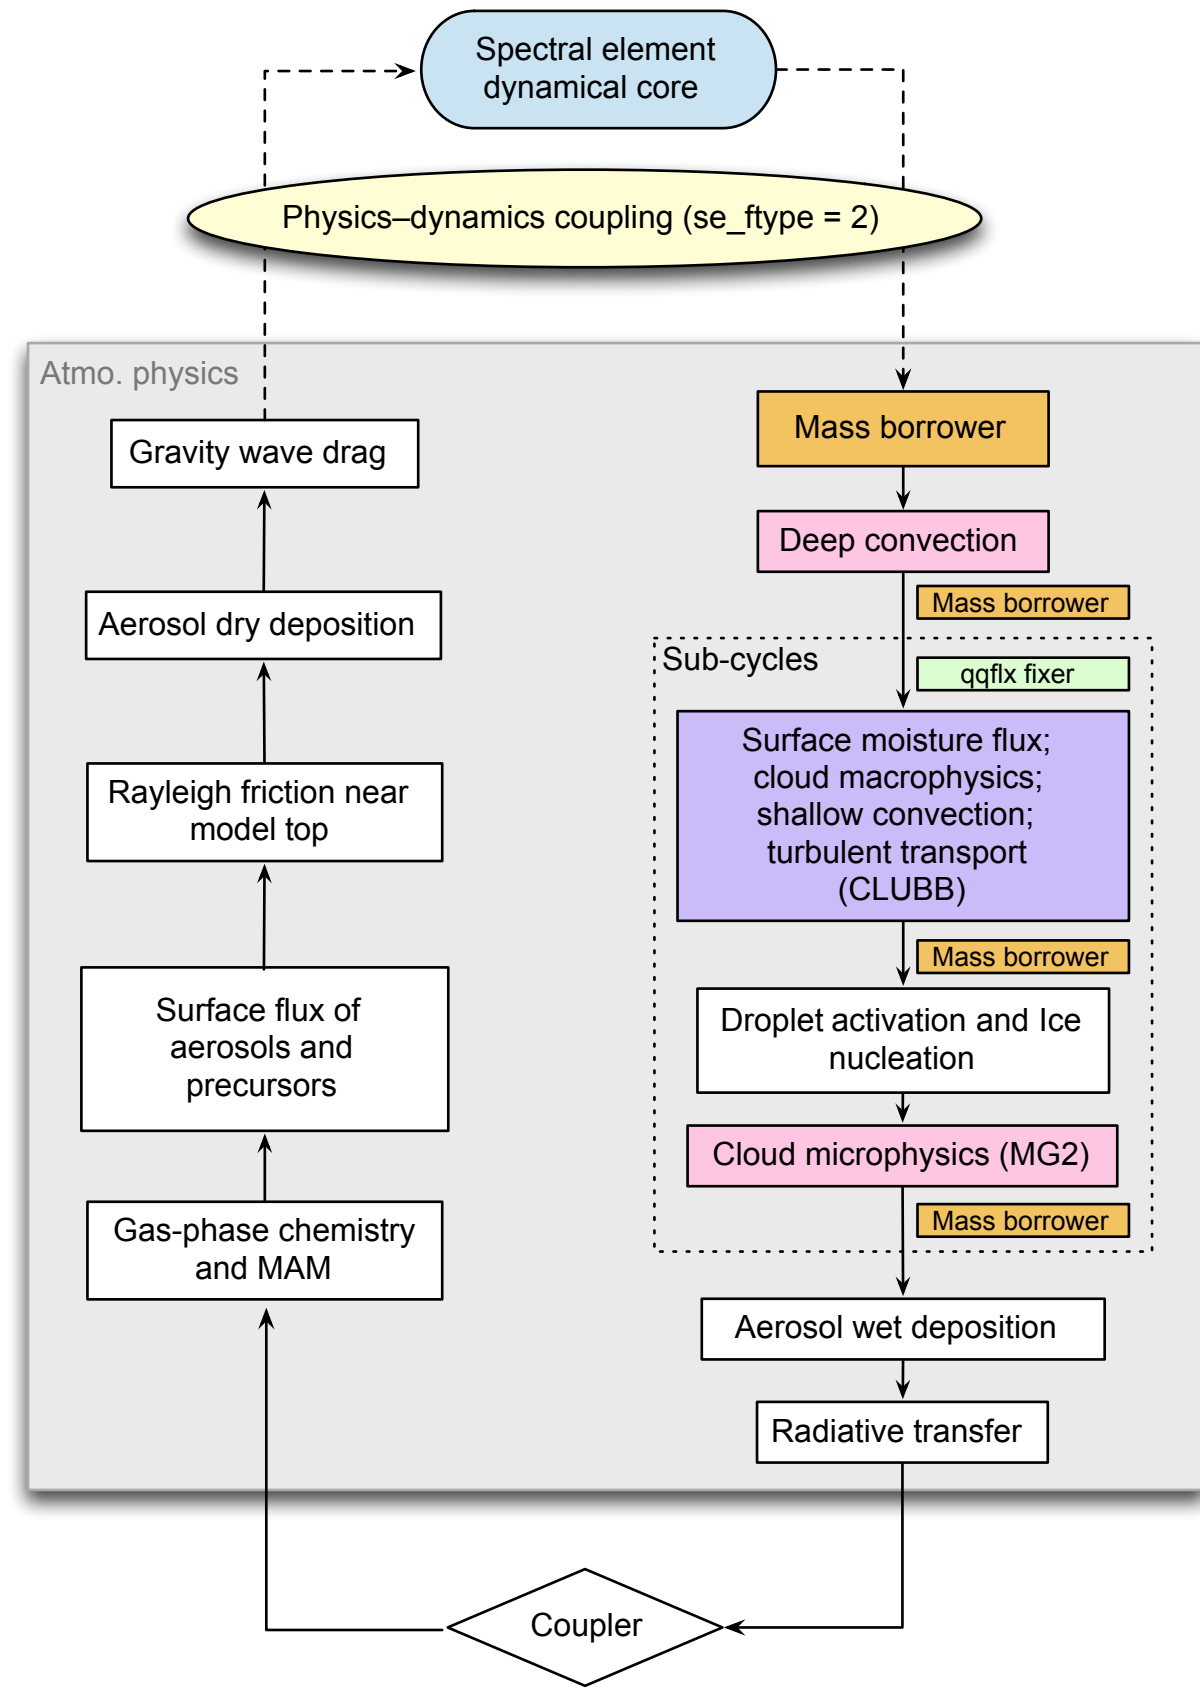 Spectral element
dynamical core
Physics–dynamics coupling (se_ftype = 2)
Atmo. physics
Mass borrower
Deep convection
Mass borrower
Sub-cycles
qqflx fixer
Surface moisture flux;
cloud macrophysics;
shallow convection;
turbulent transport
(CLUBB)
Mass borrower
Droplet activation and Ice
nucleation
Cloud microphysics (MG2)
Mass borrower
Aerosol wet deposition
Radiative transfer
Coupler
Gas-phase chemistry
and MAM
Surface flux of
aerosols and
precursors
Rayleigh friction near
model top
Aerosol dry deposition
Gravity wave drag